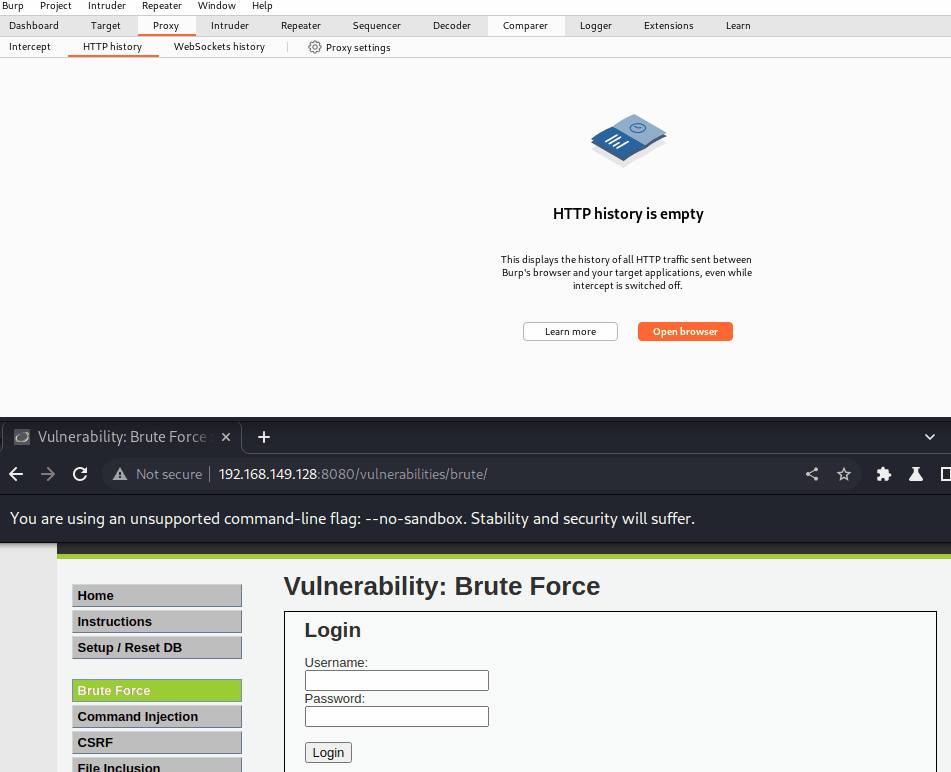 Burp Project Intruder Repeater Window Help
Dashboard Target Proxy Intruder Repeater Sequencer Decoder Comparer Logger Extensions Learn
Intercept HTTP history WebSockets history Proxy settings
HTTP history is empty
This displays the history of all HTTP traffic sent between
Burp's browser and your target applications, even while
intercept is switched off.
Learn more Open browser
Vulnerability: Brute Force
Not secure 192.168.149.128:8080/vulnerabilities/brute/
You are using an unsupported command-line flag: --no-sandbox. Stability and security will suffer.
Vulnerability: Brute Force
Home
Instructions
Setup / Reset DB
Brute Force
Command Injection
CSRF
File Inclusion
Login
Username:
Password:
Login